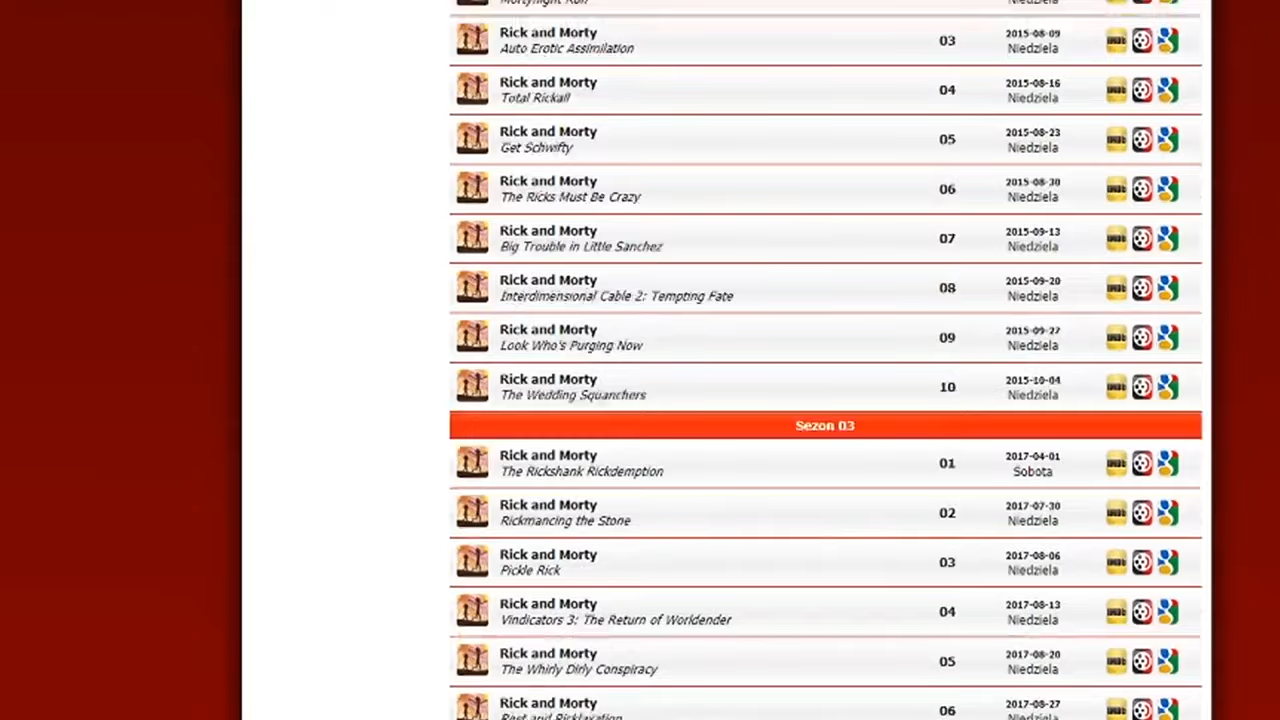 Mortynight Run
Niedziela
Rick and Morty
Auto Erotic Assimilation
03
2015-08-09
Niedziela
Rick and Morty
Total Rickall
04
2015-08-16
Niedziela
Rick and Morty
Get Schwifty
05
2015-08-23
Niedziela
Rick and Morty
The Ricks Must Be Crazy
06
2015-08-30
Niedziela
Rick and Morty
Big Trouble in Little Sanchez
07
2015-09-13
Niedziela
Rick and Morty
Interdimensional Cable 2: Tempting Fate
08
2015-09-20
Niedziela
Rick and Morty
Look Who's Purging Now
09
2015-09-27
Niedziela
Rick and Morty
The Wedding Squanchers
10
2015-10-04
Niedziela
Sezon 03
Rick and Morty
The Rickshank Rickdemption
01
2017-04-01
Sobota
Rick and Morty
Rickmancing the Stone
02
2017-07-30
Niedziela
Rick and Morty
Pickle Rick
03
2017-08-06
Niedziela
Rick and Morty
Vindicators 3: The Return of Worldender
04
2017-08-13
Niedziela
Rick and Morty
The Whirly Dirly Conspiracy
05
2017-08-20
Niedziela
Rick and Morty
Rest and Ricklaxation
06
2017-08-27
Niedziela